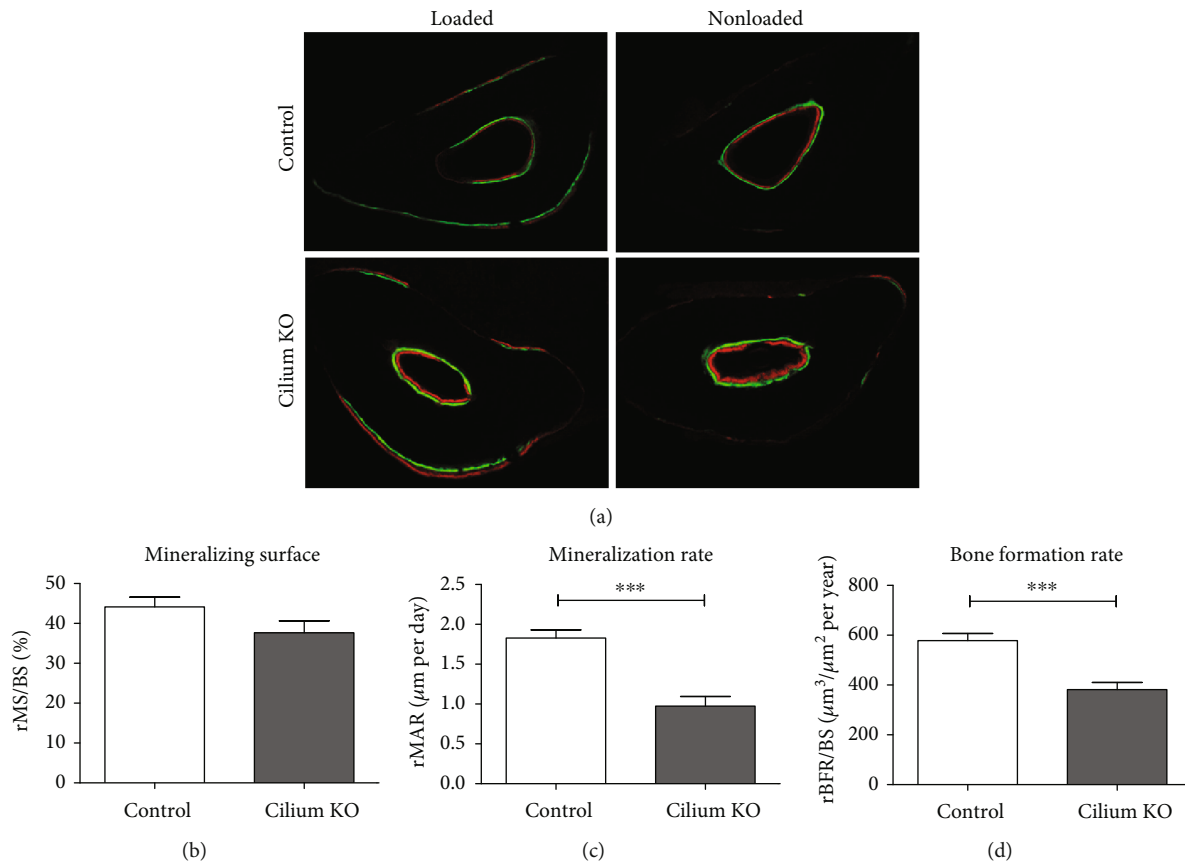 Loaded
Nonloaded
Control
Cilium KO
(a)
Mineralizing surface
rMS/BS (%)
50
40
30
20
10
0
Control
Cilium KO
(b)
Mineralization rate
rMAR (μm per day)
2.5
2.0
1.5
1.0
0.5
0.0
***
Control
Cilium KO
(c)
Bone formation rate
rBFR/BS (μm³/μm² per year)
800
600
400
200
0
***
Control
Cilium KO
(d)